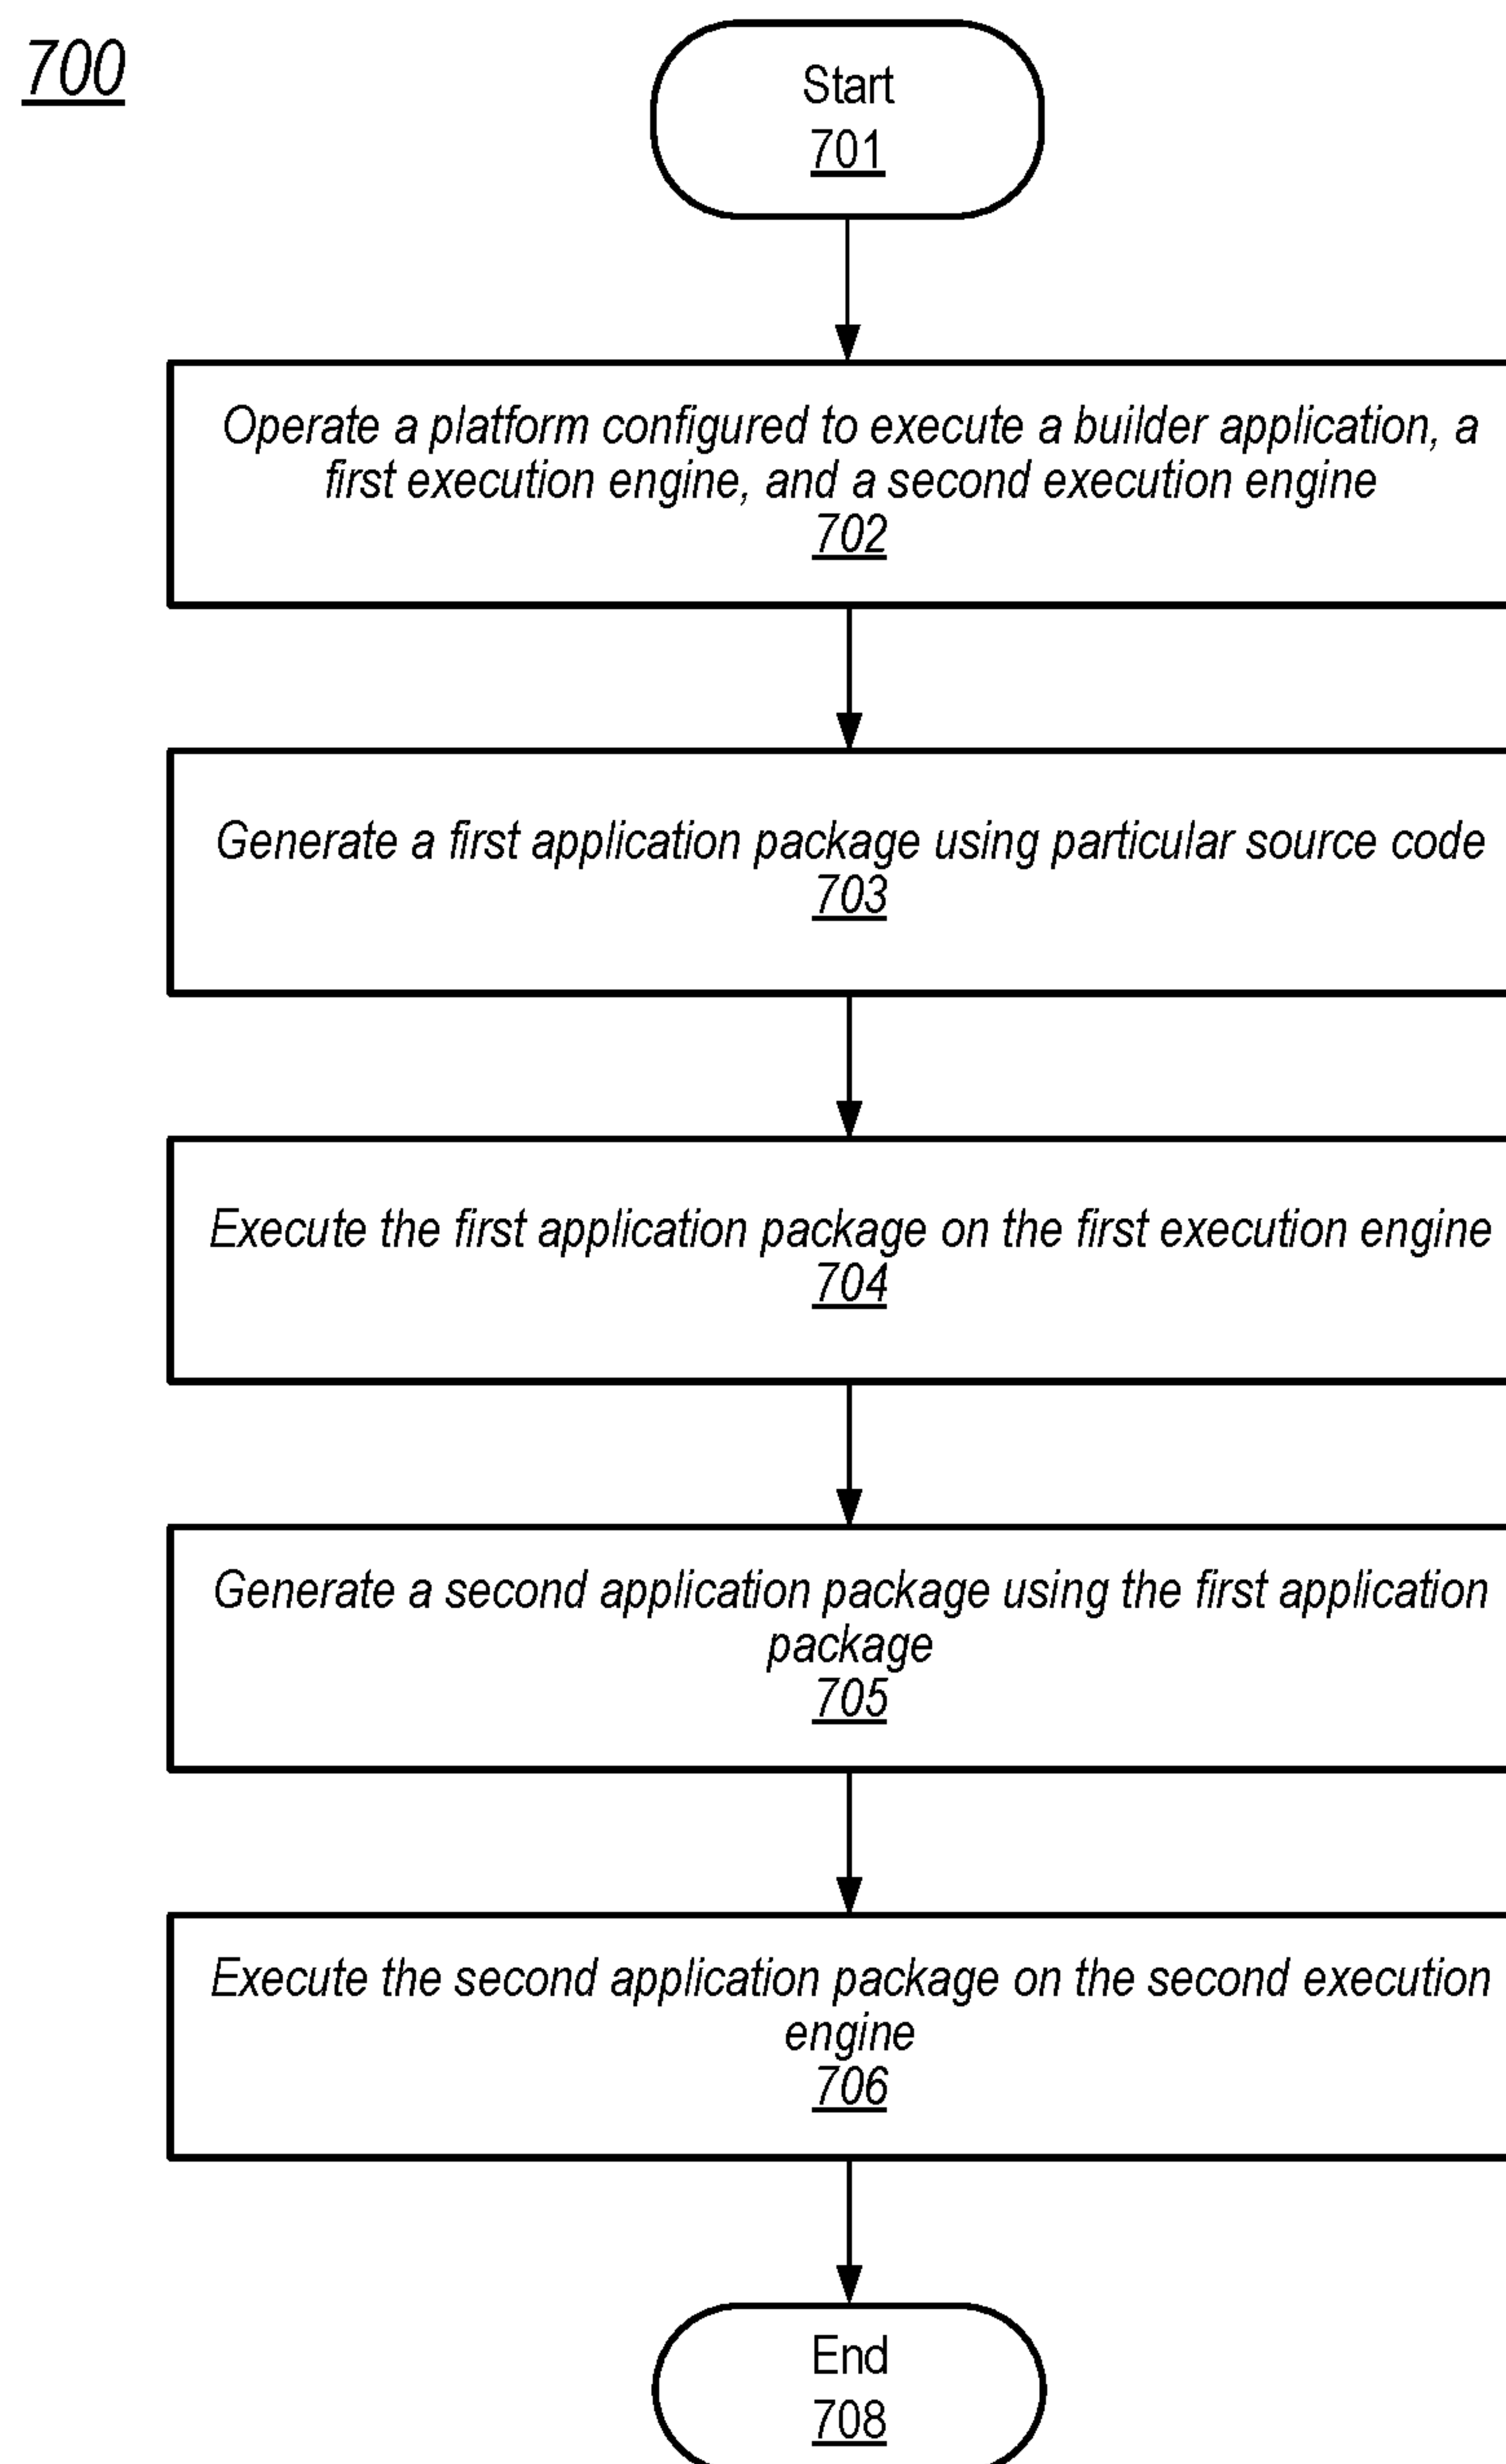 700
Start
701
Operate a platform configured to execute a builder application, a
first execution engine, and a second execution engine
702
Generate a first application package using particular source code
703
Execute the first application package on the first execution engine
704
Generate a second application package using the first application
package
705
Execute the second application package on the second execution
engine
706
End
708